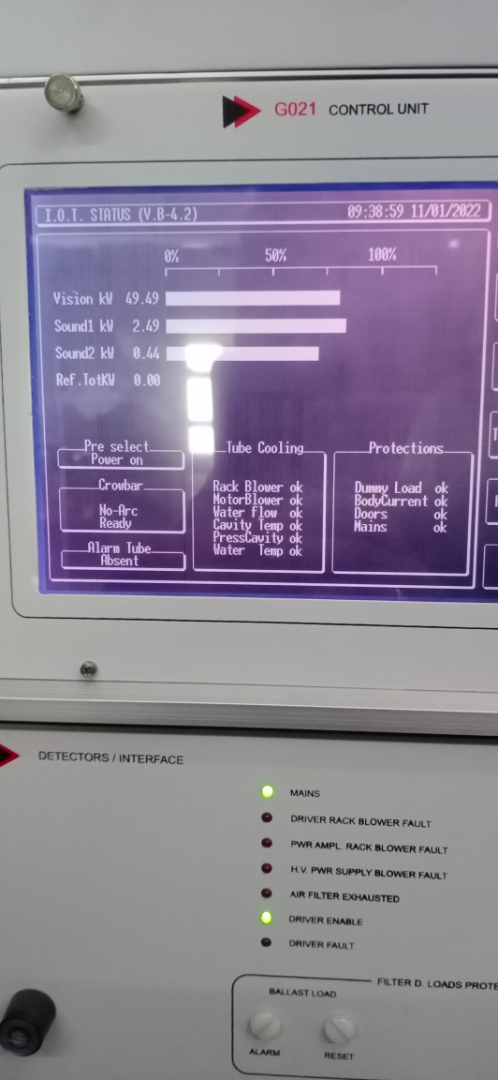 G021 CONTROL UNIT
I.O.T. STATUS (V.B-4.2) 09:38:59 11/01/2022
0% 50% 100%
Vision kW 49.49
Sound1 kW 2.49
Sound2 kW 0.44
Ref.TotKW 0.00
Pre select
Power on
Crowbar
No-Arc
Ready
Alarm Tube
Absent
Tube Cooling
Rack Blower ok
MotorBlower ok
Water flow ok
Cavity Temp ok
PressCavity ok
Water Temp ok
Protections
Dummy Load ok
BodyCurrent ok
Doors ok
Mains ok
DETECTORS / INTERFACE
MAINS
DRIVER RACK BLOWER FAULT
PWR AMPL. RACK BLOWER FAULT
H.V. PWR SUPPLY BLOWER FAULT
AIR FILTER EXHAUSTED
DRIVER ENABLE
DRIVER FAULT
FILTER D. LOADS PROTE
BALLAST LOAD
ALARM RESET